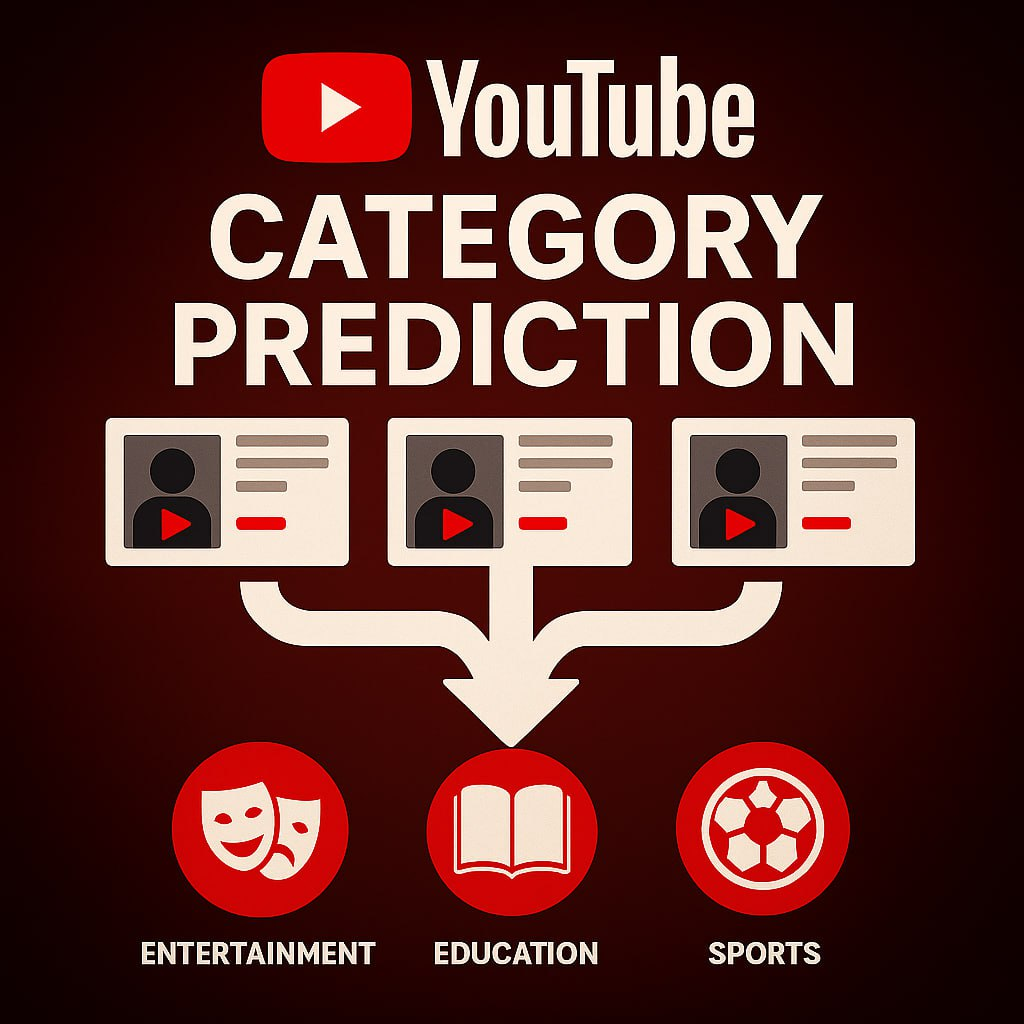 YouTube
CATEGORY
PREDICTION
ENTERTAINMENT
EDUCATION
SPORTS